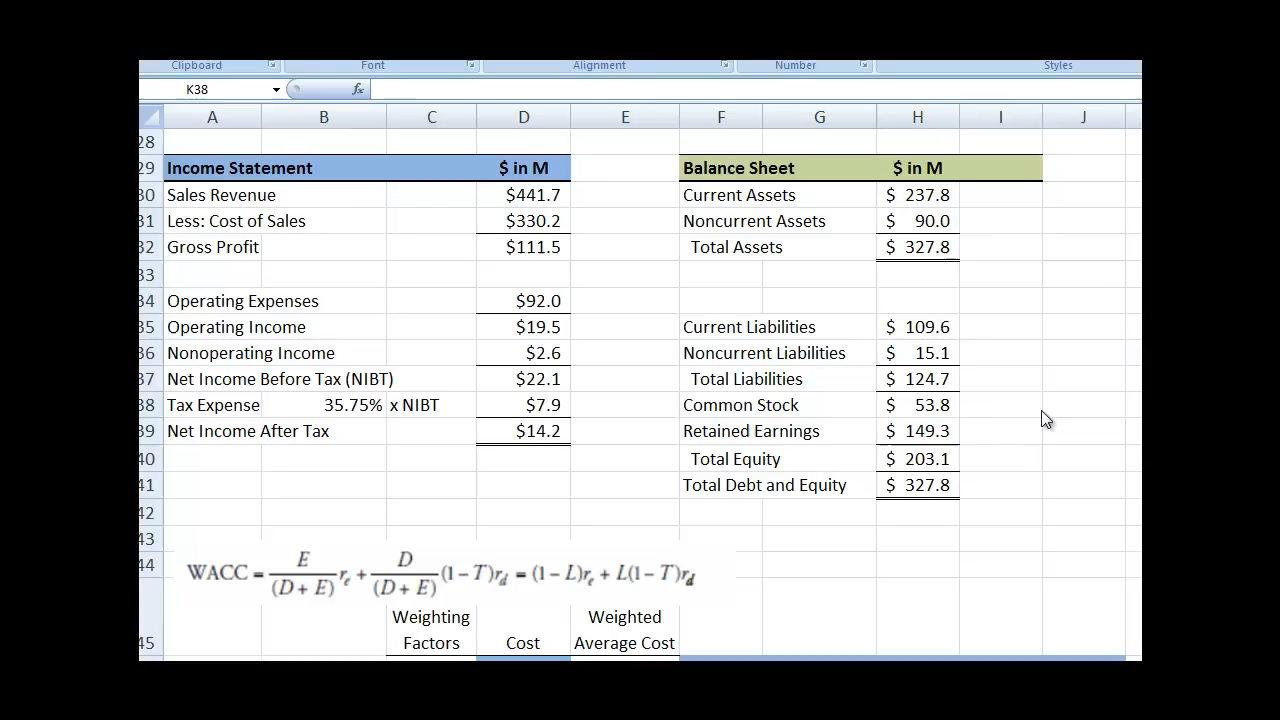 Clipboard Font Alignment Number Styles
K38 fx
A B C D E F G H I J
28
29 Income Statement $ in M Balance Sheet $ in M
30 Sales Revenue $441.7 Current Assets $ 237.8
31 Less: Cost of Sales $330.2 Noncurrent Assets $ 90.0
32 Gross Profit $111.5 Total Assets $ 327.8
33
34 Operating Expenses $92.0
35 Operating Income $19.5 Current Liabilities $ 109.6
36 Nonoperating Income $2.6 Noncurrent Liabilities $ 15.1
37 Net Income Before Tax (NIBT) $22.1 Total Liabilities $ 124.7
38 Tax Expense 35.75% x NIBT $7.9 Common Stock $ 53.8
39 Net Income After Tax $14.2 Retained Earnings $ 149.3
40 Total Equity $ 203.1
41 Total Debt and Equity $ 327.8
42
43
44 WACC = E/(D + E) re + D/(D + E) (1 – T)rd = (1 – L)re + L(1 – T)rd
Weighting Weighted
45 Factors Cost Average Cost